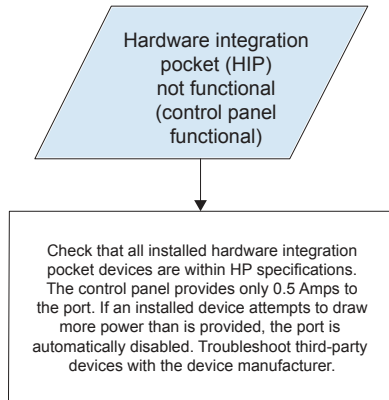 Hardware integration
pocket (HIP)
not functional
(control panel
functional)
Check that all installed hardware integration
pocket devices are within HP specifications.
The control panel provides only 0.5 Amps to
the port. If an installed device attempts to draw
more power than is provided, the port is
automatically disabled. Troubleshoot third-party
devices with the device manufacturer.